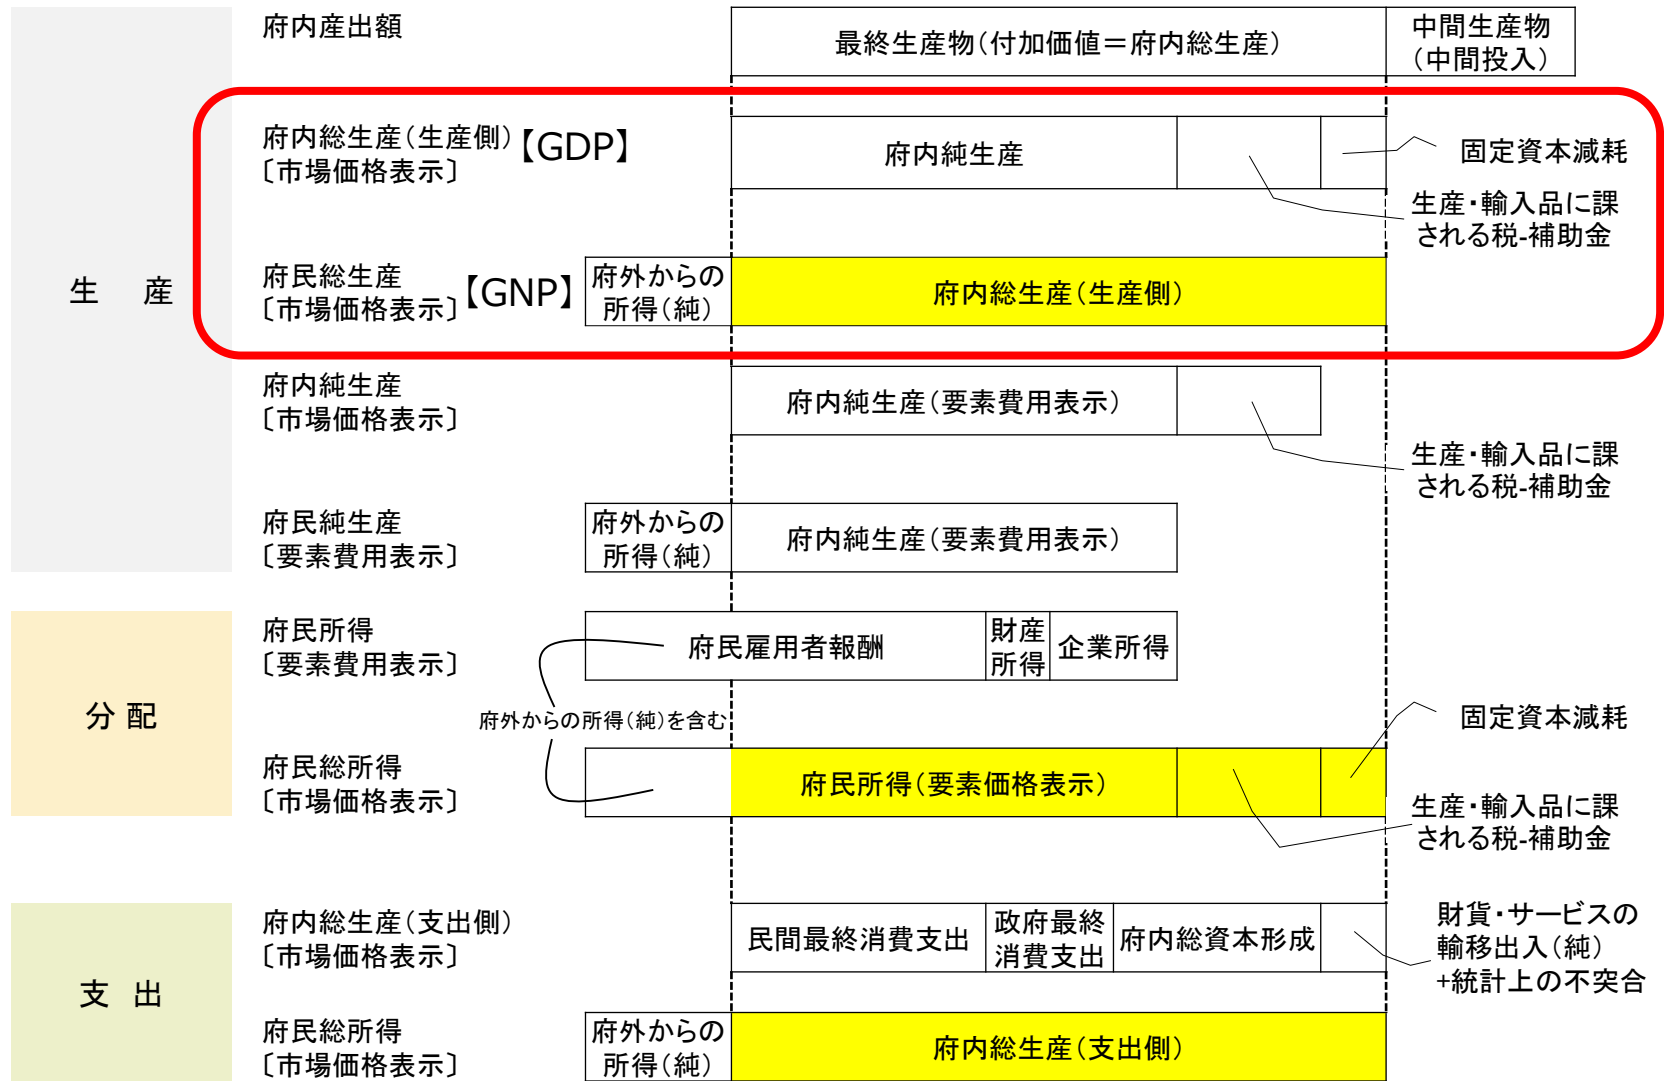 府内産出額
最終生産物(付加価値＝府内総生産)
中間生産物
(中間投入)
府内総生産(生産側)
〔市場価格表示〕
【GDP】
府内純生産
固定資本減耗
生産・輸入品に課
される税-補助金
生 産
府民総生産
〔市場価格表示〕
【GNP】
府外からの
所得(純)
府内総生産(生産側)
府内純生産
〔市場価格表示〕
府内純生産(要素費用表示)
生産・輸入品に課
される税-補助金
府民純生産
〔要素費用表示〕
府外からの
所得(純)
府内純生産(要素費用表示)
分 配
府民所得
〔要素費用表示〕
府民雇用者報酬
財産
所得
企業所得
府外からの所得(純)を含む
固定資本減耗
府民総所得
〔市場価格表示〕
府民所得(要素価格表示)
生産・輸入品に課
される税-補助金
支 出
府内総生産(支出側)
〔市場価格表示〕
民間最終消費支出
政府最終
消費支出
府内総資本形成
財貨・サービスの
輸移出入(純)
+統計上の不突合
府民総所得
〔市場価格表示〕
府外からの
所得(純)
府内総生産(支出側)